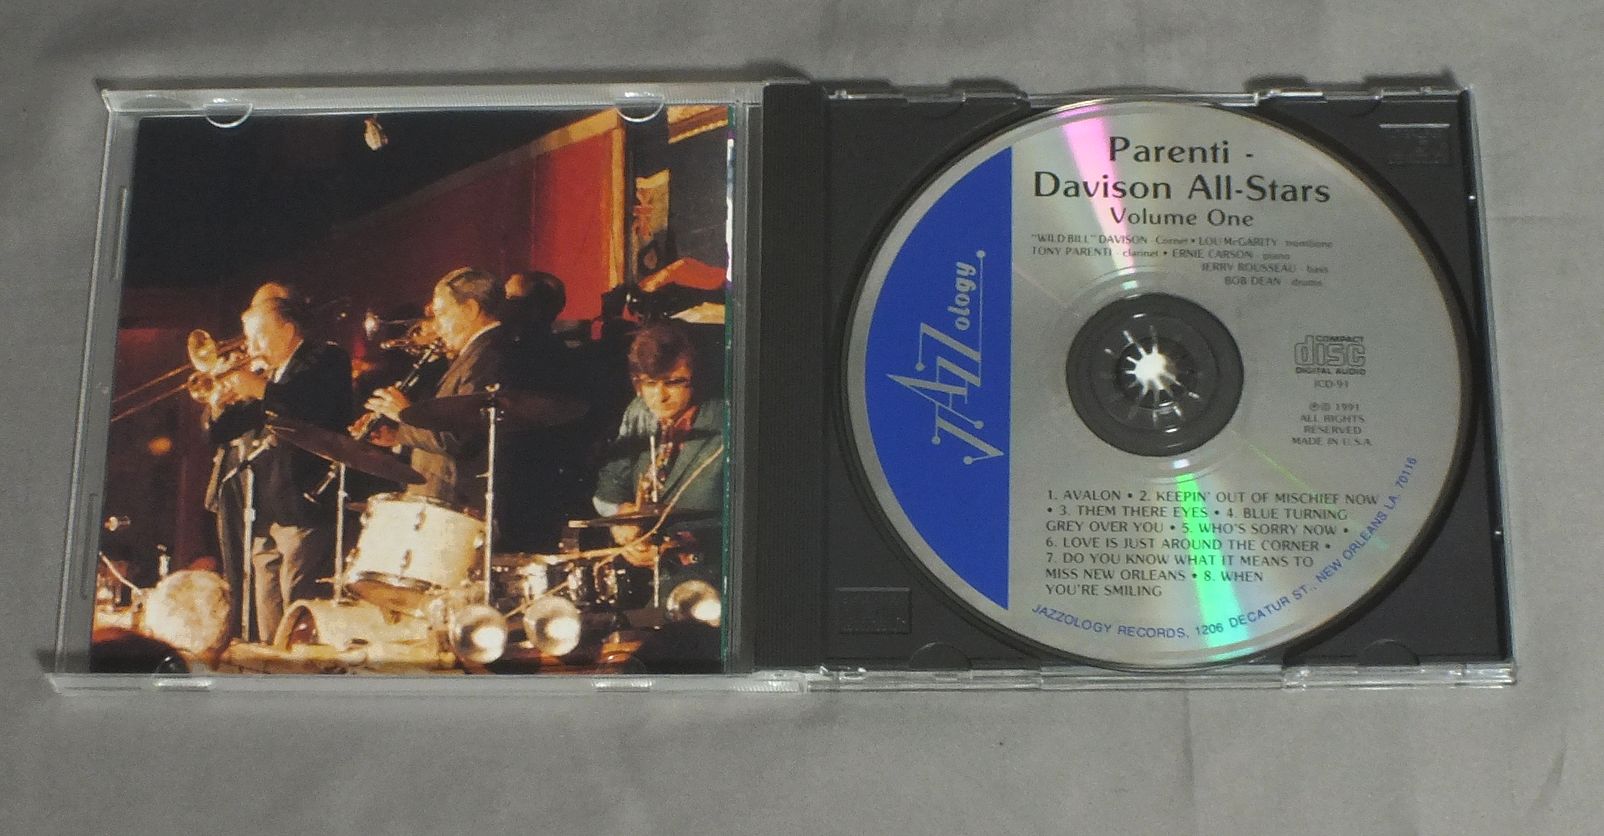 Parenti -
Davison All-Stars
Volume One
"WILD BILL" DAVISON - Cornet • LOU McGARITY - trombone
TONY PARENTI - clarinet • ERNIE CARSON - piano
JERRY ROUSSEAU - bass
BOB DEAN - drums
JAZZology
COMPACT
disc
DIGITAL AUDIO
JCD-91
℗© 1991
ALL RIGHTS
RESERVED
MADE IN U.S.A.
1. AVALON • 2. KEEPIN' OUT OF MISCHIEF NOW
• 3. THEM THERE EYES • 4. BLUE TURNING
GREY OVER YOU • 5. WHO'S SORRY NOW •
6. LOVE IS JUST AROUND THE CORNER •
7. DO YOU KNOW WHAT IT MEANS TO
MISS NEW ORLEANS • 8. WHEN
YOU'RE SMILING
JAZZOLOGY RECORDS, 1206 DECATUR ST., NEW ORLEANS LA. 70116